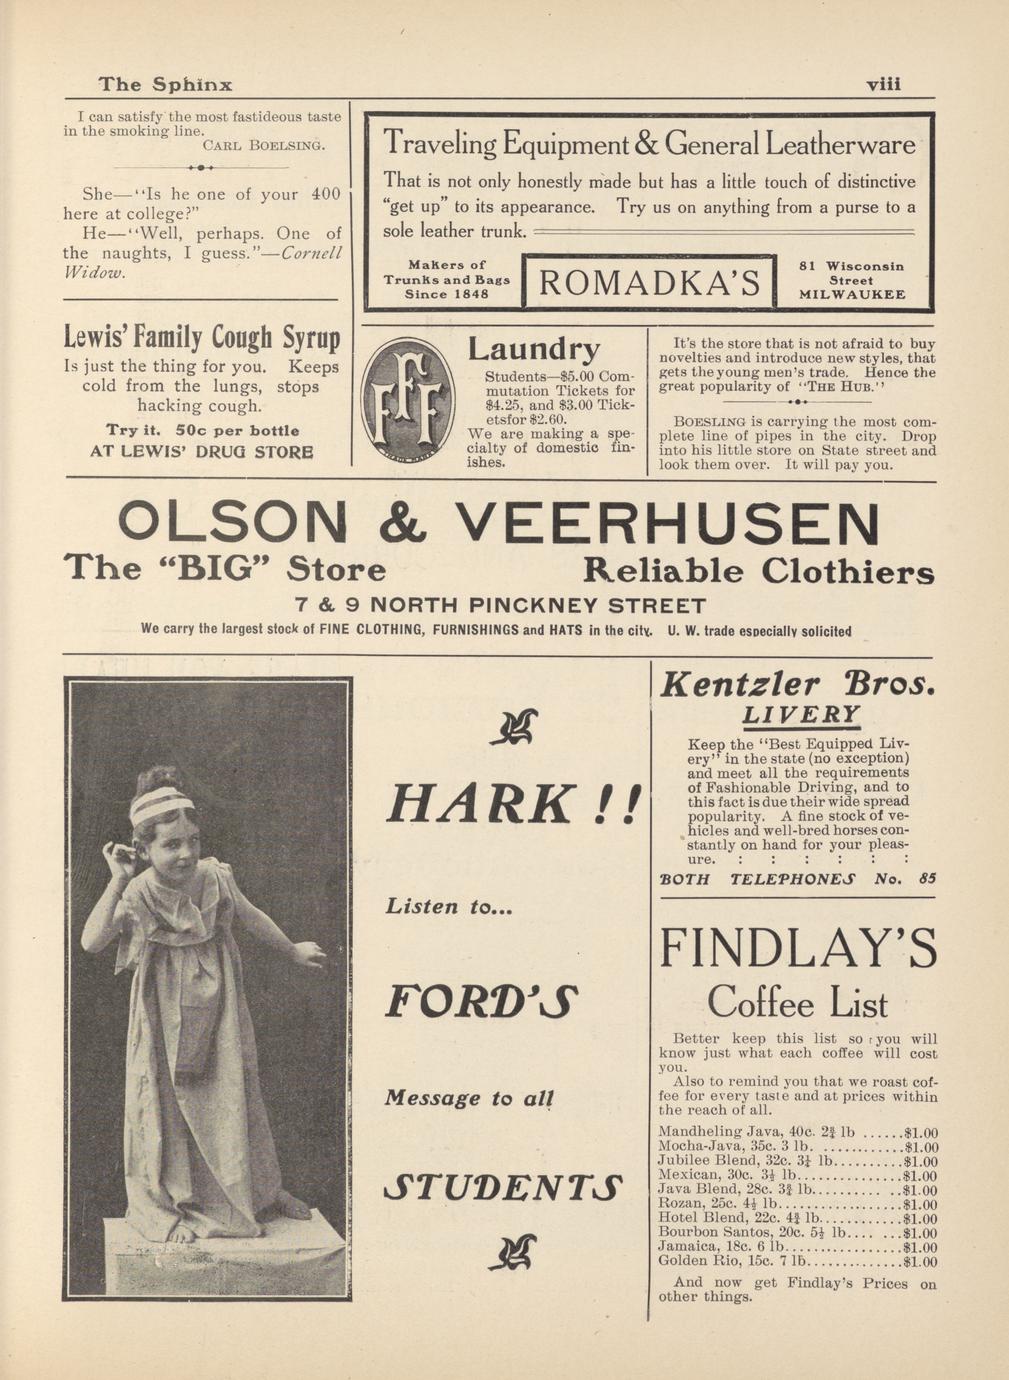 The Sphinx
viii
I can satisfy the most fastideous taste
in the smoking line.
CARL BOELSING.
She—"Is he one of your 400
here at college?"
He—"Well, perhaps. One of
the naughts, I guess."—Cornell
Widow.
Lewis' Family Cough Syrup
Is just the thing for you. Keeps
cold from the lungs, stops
hacking cough.
Try it. 50c per bottle
AT LEWIS' DRUG STORE
Traveling Equipment & General Leatherware
That is not only honestly made but has a little touch of distinctive
"get up" to its appearance. Try us on anything from a purse to a
sole leather trunk.
Makers of
Trunks and Bags
Since 1848
ROMADKA'S
81 Wisconsin
Street
MILWAUKEE
FFF
Laundry
Students—$5.00 Com-
mutation Tickets for
$4.25, and $3.00 Tick-
etsfor $2.60.
We are making a spe-
cialty of domestic fin-
ishes.
It's the store that is not afraid to buy
novelties and introduce new styles, that
gets the young men's trade. Hence the
great popularity of "THE HUB."
BOESLING is carrying the most com-
plete line of pipes in the city. Drop
into his little store on State street and
look them over. It will pay you.
OLSON & VEERHUSEN
The "BIG" Store
Reliable Clothiers
7 & 9 NORTH PINCKNEY STREET
We carry the largest stock of FINE CLOTHING, FURNISHINGS and HATS in the city. U. W. trade especially solicited
HARK !!
Listen to...
FORD'S
Message to all
STUDENTS
Kentzler Bros.
LIVERY
Keep the "Best Equipped Liv-
ery" in the state (no exception)
and meet all the requirements
of Fashionable Driving, and to
this fact is due their wide spread
popularity. A fine stock of ve-
hicles and well-bred horses con-
stantly on hand for your pleas-
ure. : : : : : :
BOTH TELEPHONES No. 85
FINDLAY'S
Coffee List
Better keep this list so you will
know just what each coffee will cost
you.
Also to remind you that we roast cof-
fee for every taste and at prices within
the reach of all.
Mandheling Java, 40c. 2¾ lb ......$1.00
Mocha-Java, 35c. 3 lb. ............$1.00
Jubilee Blend, 32c. 3¼ lb..........$1.00
Mexican, 30c. 3½ lb...............$1.00
Java Blend, 28c. 3¾ lb.......... ..$1.00
Rozan, 25c. 4½ lb..................$1.00
Hotel Blend, 22c. 4¾ lb............$1.00
Bourbon Santos, 20c. 5½ lb.... ...$1.00
Jamaica, 18c. 6 lb.................$1.00
Golden Rio, 15c. 7 lb..............$1.00
And now get Findlay's Prices on
other things.